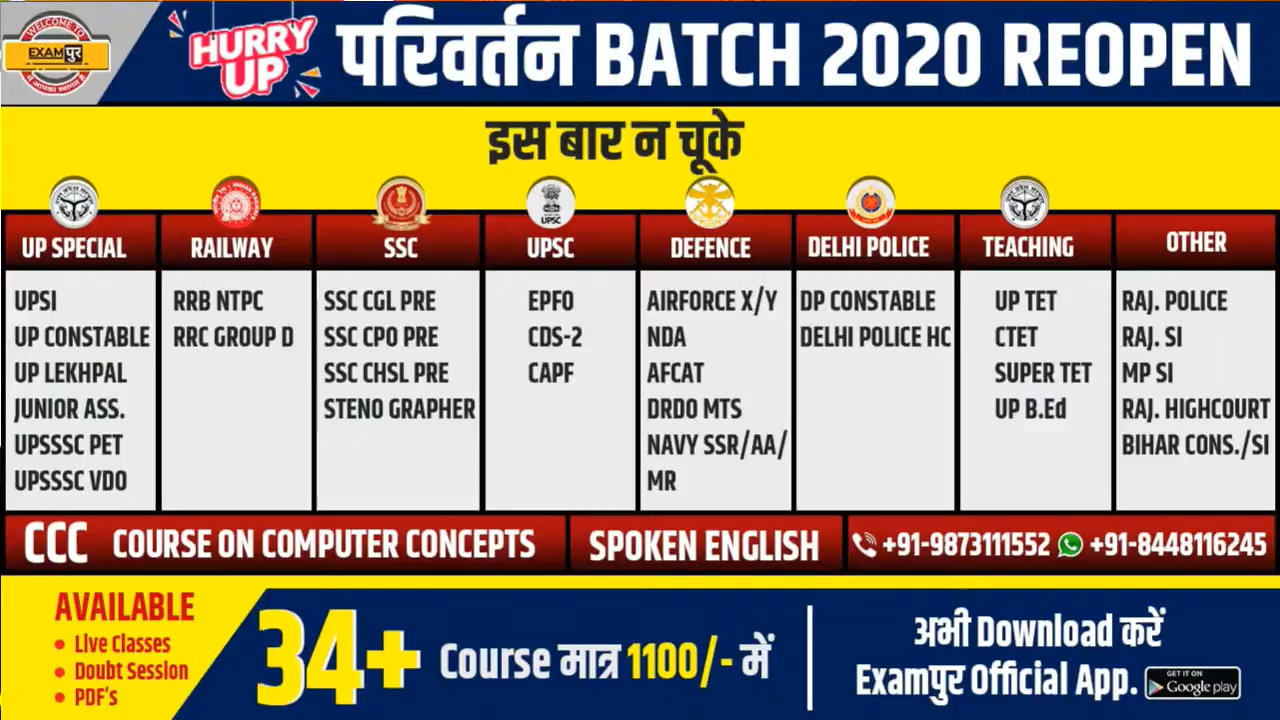 WELCOME TO
EXAMपुर
HURRY
UP
परिवर्तन BATCH 2020 REOPEN
इस बार न चूके
UPSC
UP SPECIAL
UPSI
UP CONSTABLE
UP LEKHPAL
JUNIOR ASS.
UPSSSC PET
UPSSSC VDO
RAILWAY
RRB NTPC
RRC GROUP D
SSC
SSC CGL PRE
SSC CPO PRE
SSC CHSL PRE
STENO GRAPHER
UPSC
EPFO
CDS-2
CAPF
DEFENCE
AIRFORCE X/Y
NDA
AFCAT
DRDO MTS
NAVY SSR/AA/
MR
DELHI POLICE
DP CONSTABLE
DELHI POLICE HC
TEACHING
UP TET
CTET
SUPER TET
UP B.Ed
OTHER
RAJ. POLICE
RAJ. SI
MP SI
RAJ. HIGHCOURT
BIHAR CONS./SI
CCC COURSE ON COMPUTER CONCEPTS
SPOKEN ENGLISH
+91-9873111552 +91-8448116245
AVAILABLE
• Live Classes
• Doubt Session
• PDF's
34+ Course मात्र 1100/- में
अभी Download करें
Examपुर Official App.
GET IT ON
Google play